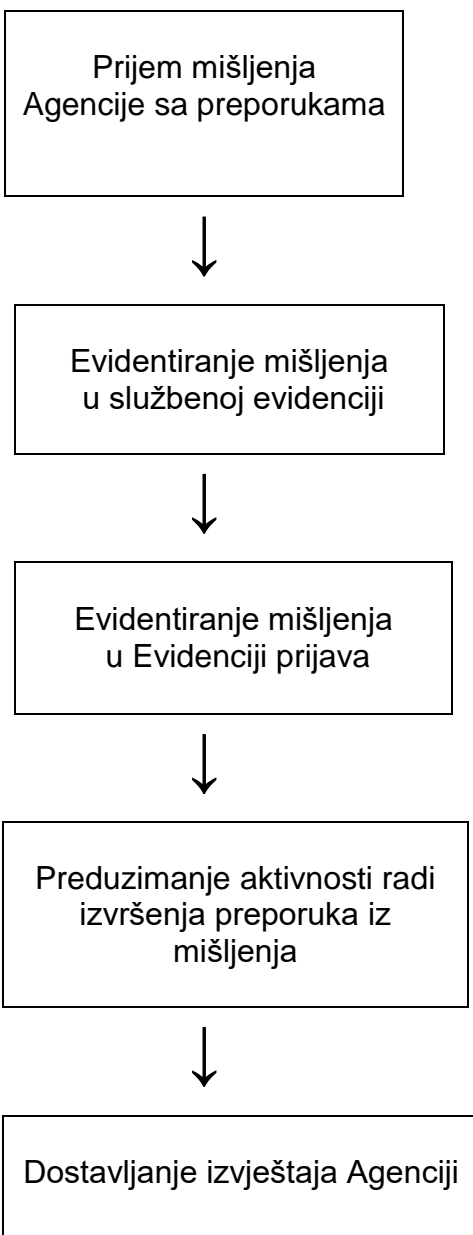 Prijem mišljenja
Agencije sa preporukama
Evidentiranje mišljenja
u službenoj evidenciji
Evidentiranje mišljenja
u Evidenciji prijava
Preduzimanje aktivnosti radi
izvršenja preporuka iz
mišljenja
Dostavljanje izvještaja Agenciji